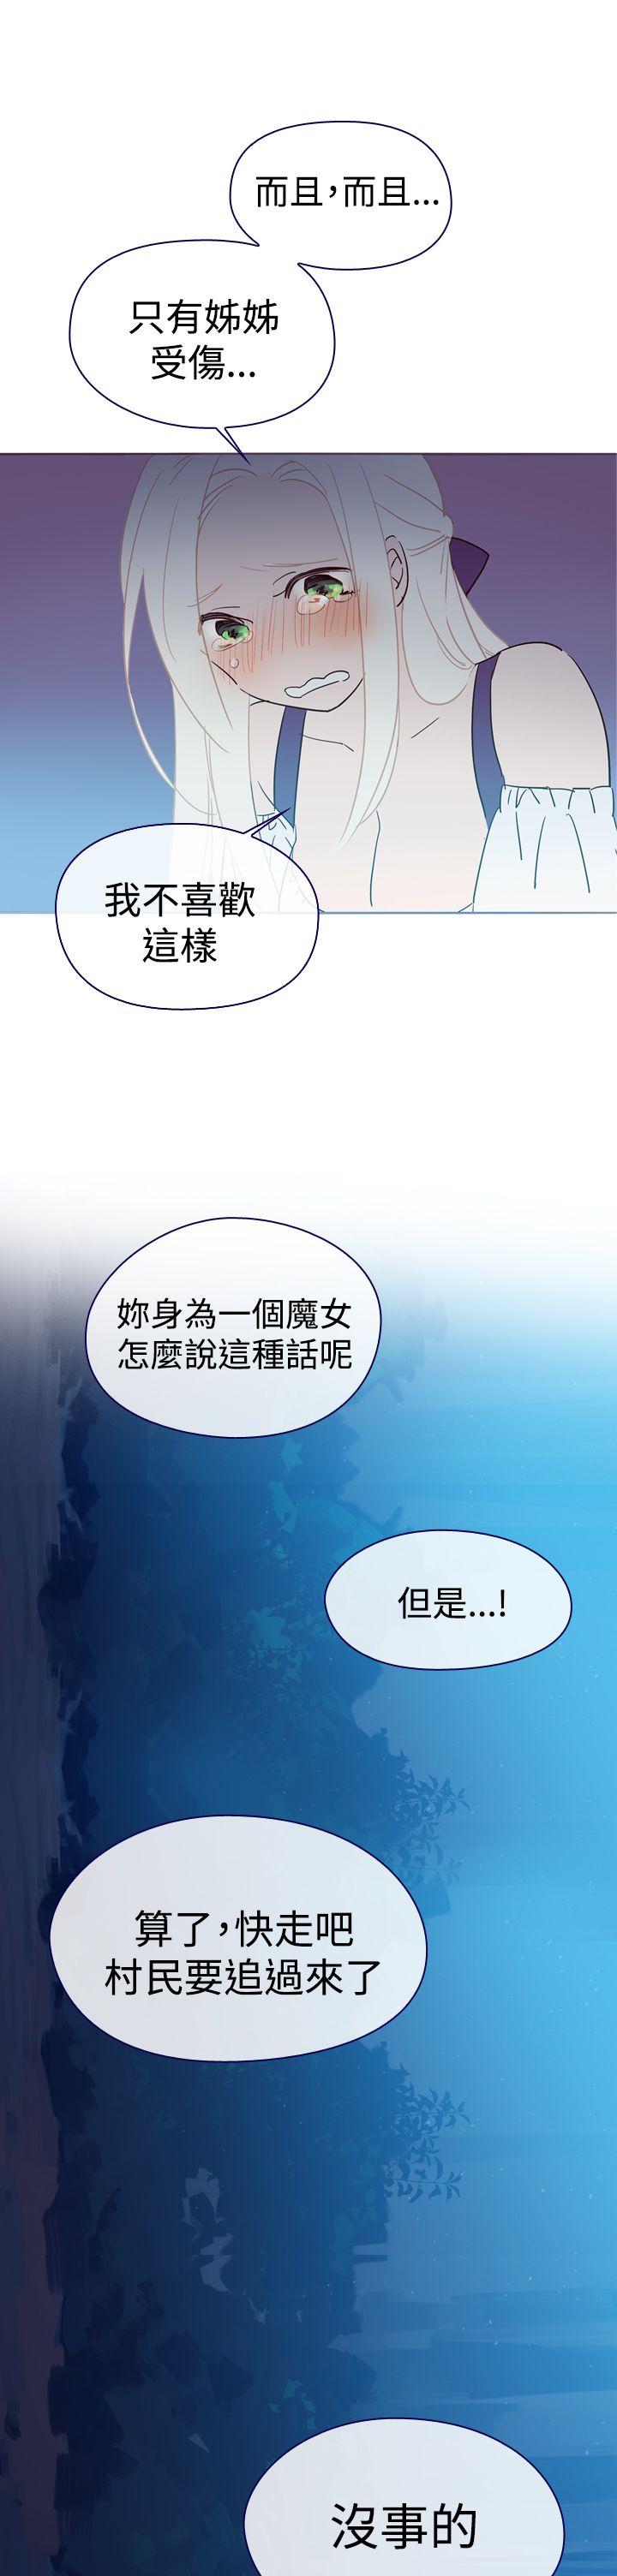 而且，而且...
只有姊姊
受傷...
我不喜歡
這樣
妳身為一個魔女
怎麼說這種話呢
但是...!
算了，快走吧
村民要追過來了
沒事的